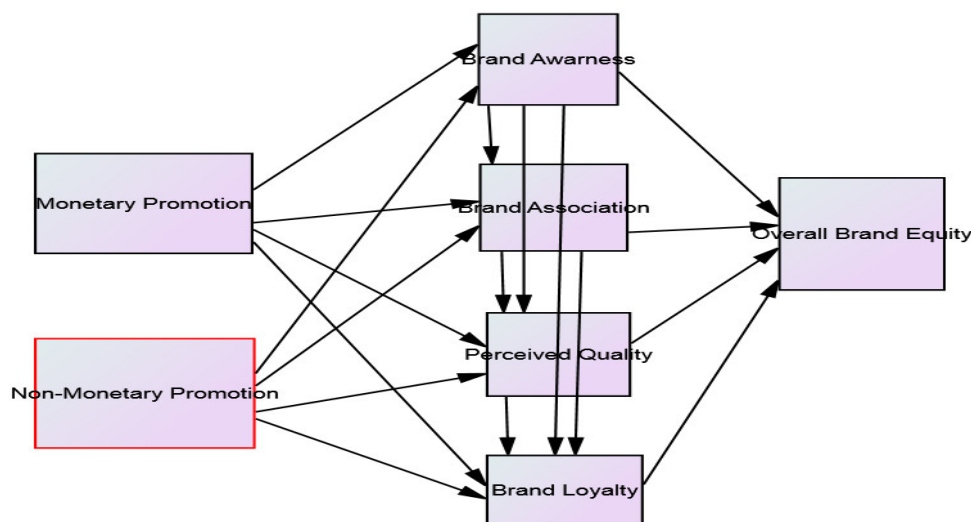 Brand Awarness
Monetary Promotion
Brand Association
Overall Brand Equity
Perceived Quality
Non-Monetary Promotion
Brand Loyalty